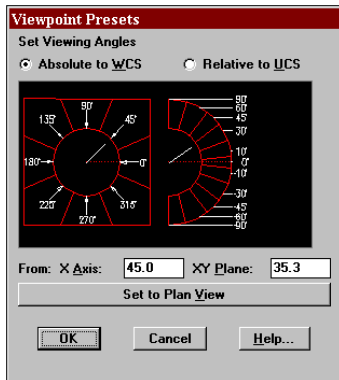 Viewpoint Presets
Set Viewing Angles
Absolute to WCS Relative to UCS
90°
135° 45°
180° 0°
225° 315°
270°
90°
60°
45°
30°
10°
0°
-10°
-30°
-45°
-60°
-90°
From: X Axis: 45.0 XY Plane: 35.3
Set to Plan View
OK Cancel Help...